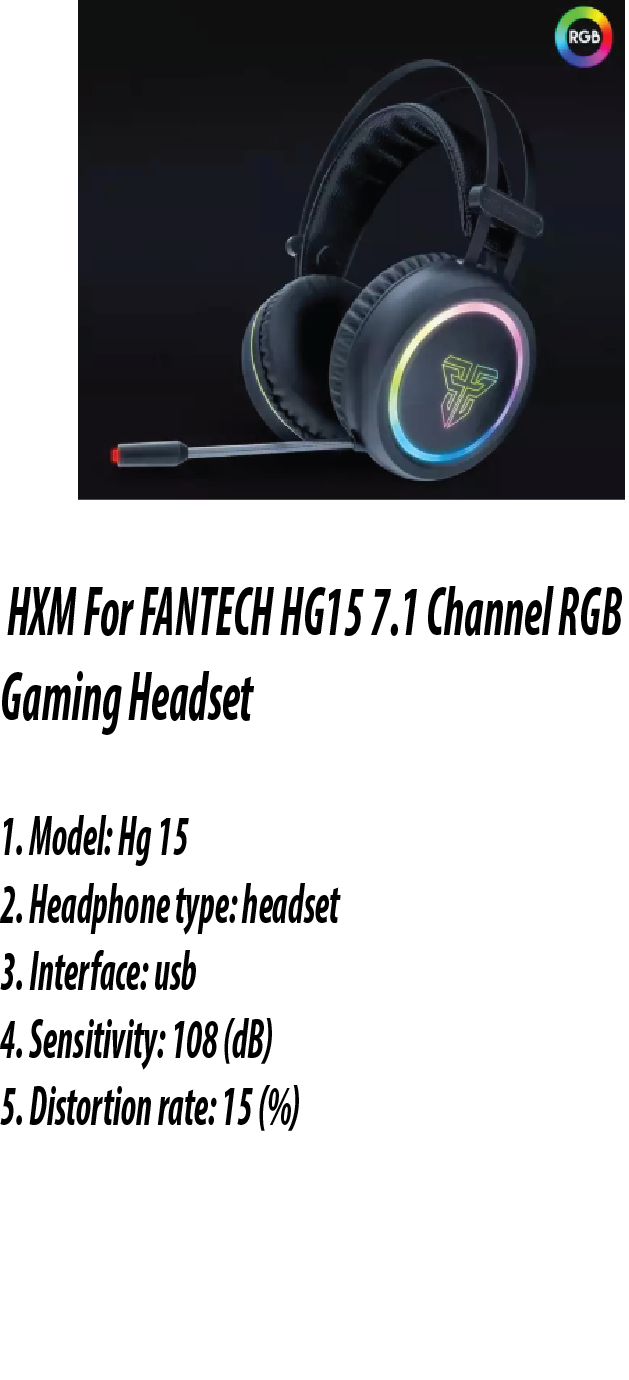 RGB
HXM For FANTECH HG15 7.1 Channel RGB
Gaming Headset
1. Model: Hg 15
2. Headphone type: headset
3. Interface: usb
4. Sensitivity: 108 (dB)
5. Distortion rate: 15 (%)